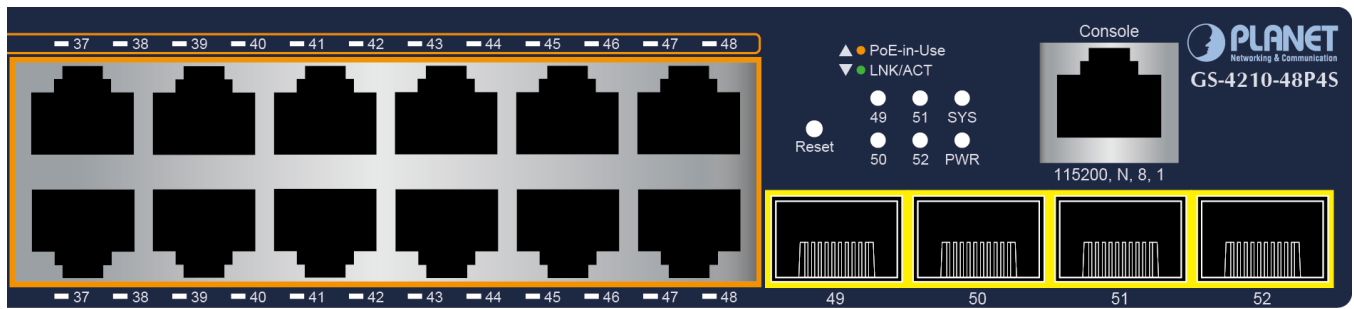 37 38 39 40 41 42 43 44 45 46 47 48
PoE-in-Use
LNK/ACT
49 51 SYS
Reset
50 52 PWR
Console
115200, N, 8, 1
PLANET
Networking & Communication
GS-4210-48P4S
37 38 39 40 41 42 43 44 45 46 47 48
49 50 51 52